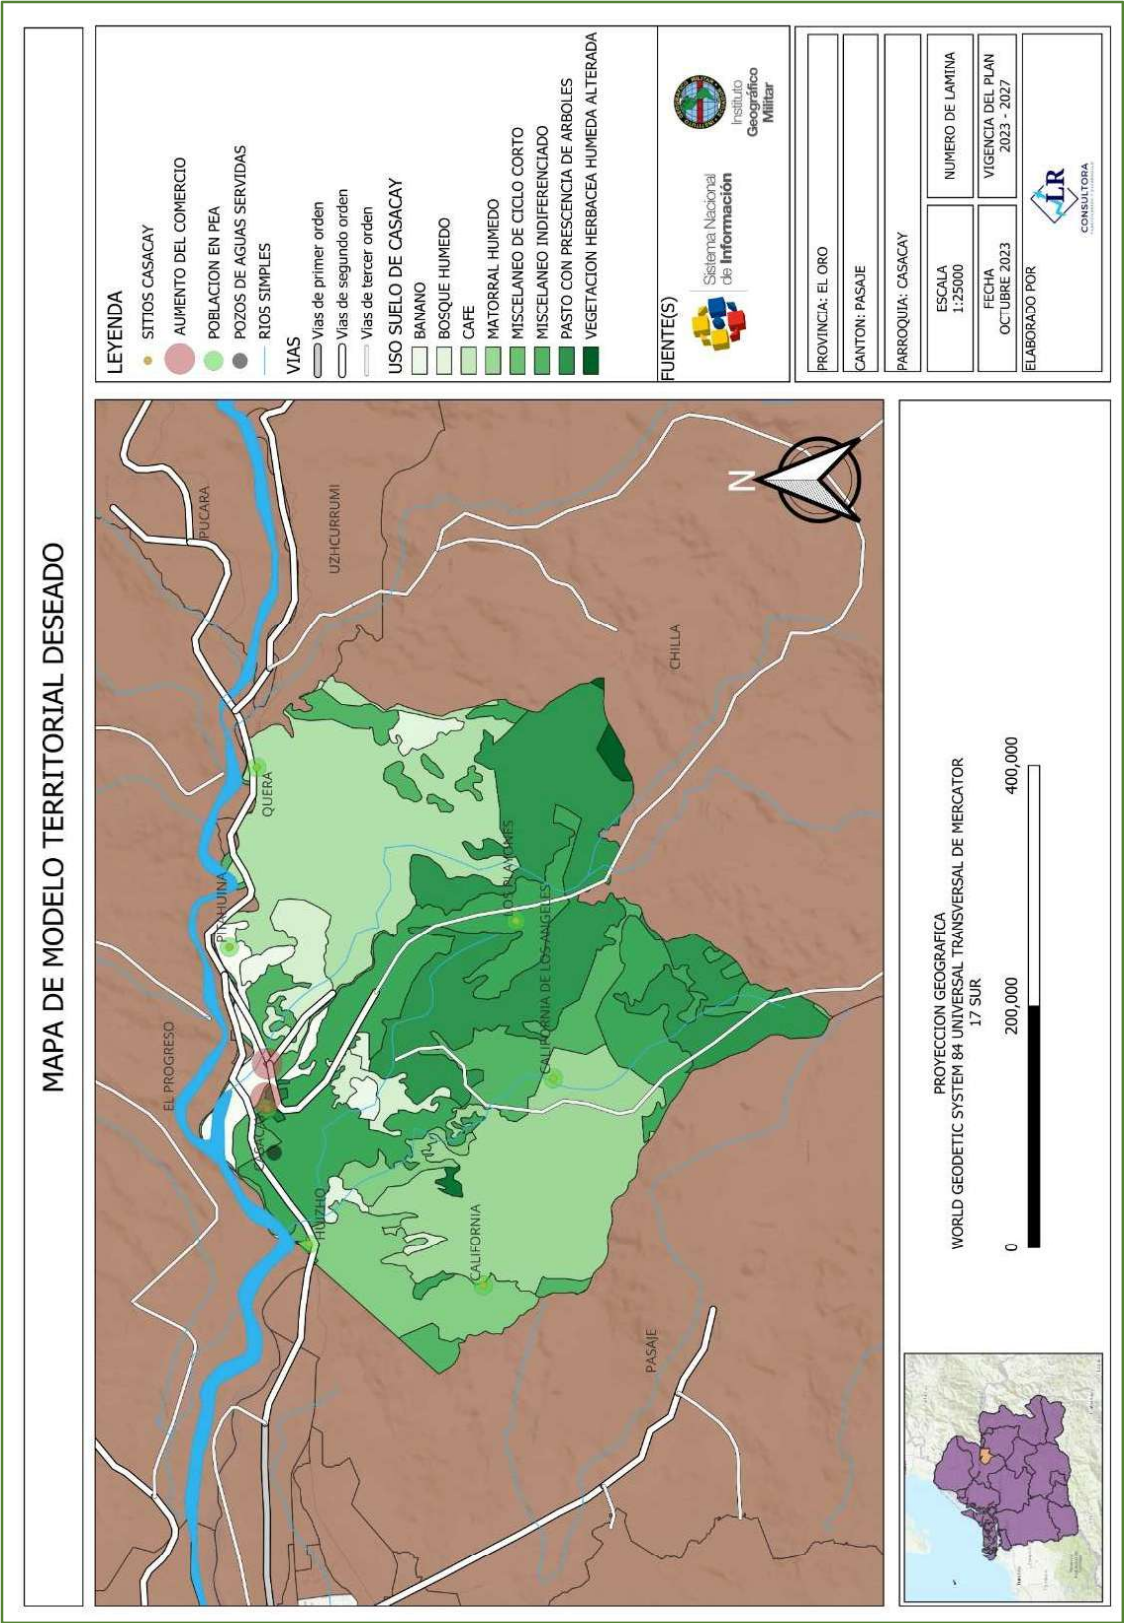 MAPA DE MODELO TERRITORIAL DESEADO
EL PROGRESO
PUCARA
UZHCURRUMI
QUERA
PITAHUINA
CASACAY
HUIZHO
CALIFORNIA
CALIFORNIA DE LOS ANGELES
LOS PLAYONES
CHILLA
PASAJE
N
LEYENDA
SITIOS CASACAY
AUMENTO DEL COMERCIO
POBLACION EN PEA
POZOS DE AGUAS SERVIDAS
RIOS SIMPLES
VIAS
Vias de primer orden
Vias de segundo orden
Vias de tercer orden
USO SUELO DE CASACAY
BANANO
BOSQUE HUMEDO
CAFE
MATORRAL HUMEDO
MISCELANEO DE CICLO CORTO
MISCELANEO INDIFERENCIADO
PASTO CON PRESCENCIA DE ARBOLES
VEGETACION HERBACEA HUMEDA ALTERADA
FUENTE(S)
Sistema Nacional
de Información
Instituto
Geográfico
Militar
PROYECCION GEOGRAFICA
WORLD GEODETIC SYSTEM 84 UNIVERSAL TRANSVERSAL DE MERCATOR
17 SUR
0 200,000 400,000
PROVINCIA: EL ORO
CANTON: PASAJE
PARROQUIA: CASACAY
ESCALA
1:25000
NUMERO DE LAMINA
FECHA
OCTUBRE 2023
VIGENCIA DEL PLAN
2023 - 2027
ELABORADO POR
LR
CONSULTORA